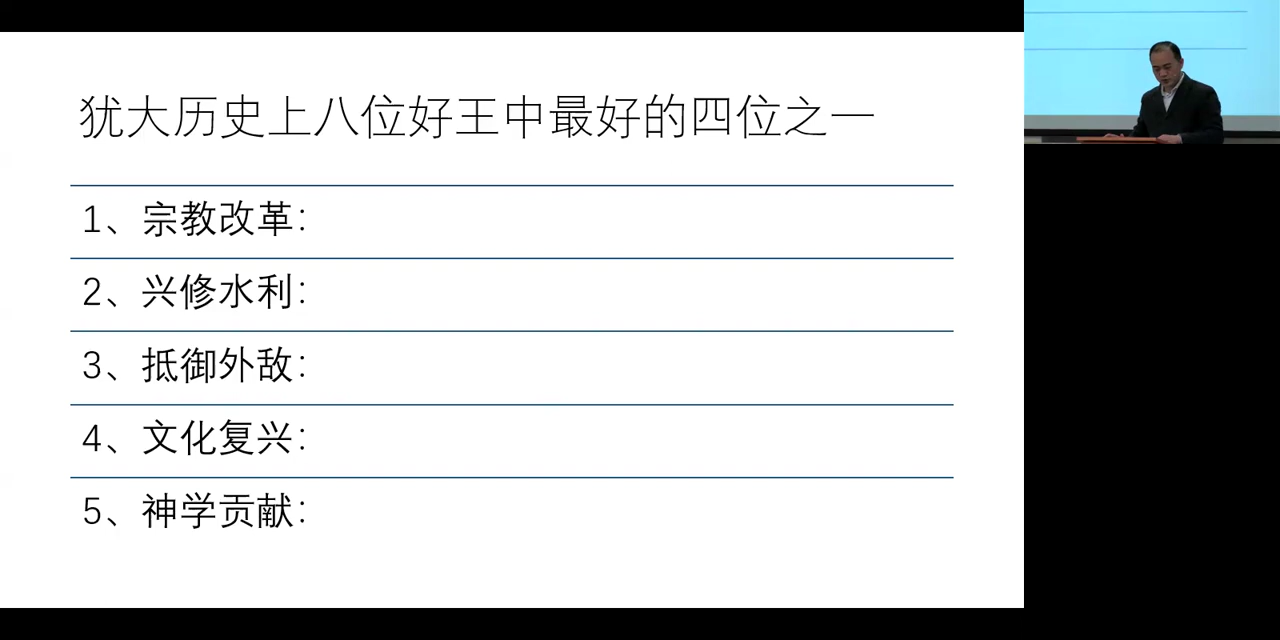 犹大历史上八位好王中最好的四位之一
1、宗教改革：
2、兴修水利：
3、抵御外敌：
4、文化复兴：
5、神学贡献：